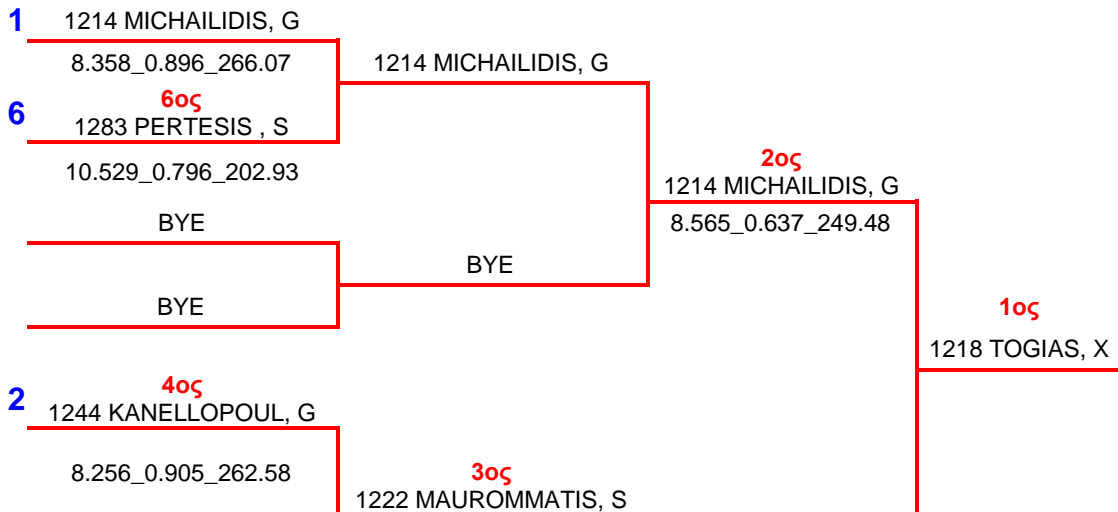 1
1214 MICHAILIDIS, G
8.358_0.896_266.07
1214 MICHAILIDIS, G
6ος
6
1283 PERTESIS , S
10.529_0.796_202.93
2ος
1214 MICHAILIDIS, G
8.565_0.637_249.48
BYE
BYE
BYE
1ος
1218 TOGIAS, X
2
4ος
1244 KANELLOPOUL, G
8.256_0.905_262.58
3ος
1222 MAUROMMATIS, S